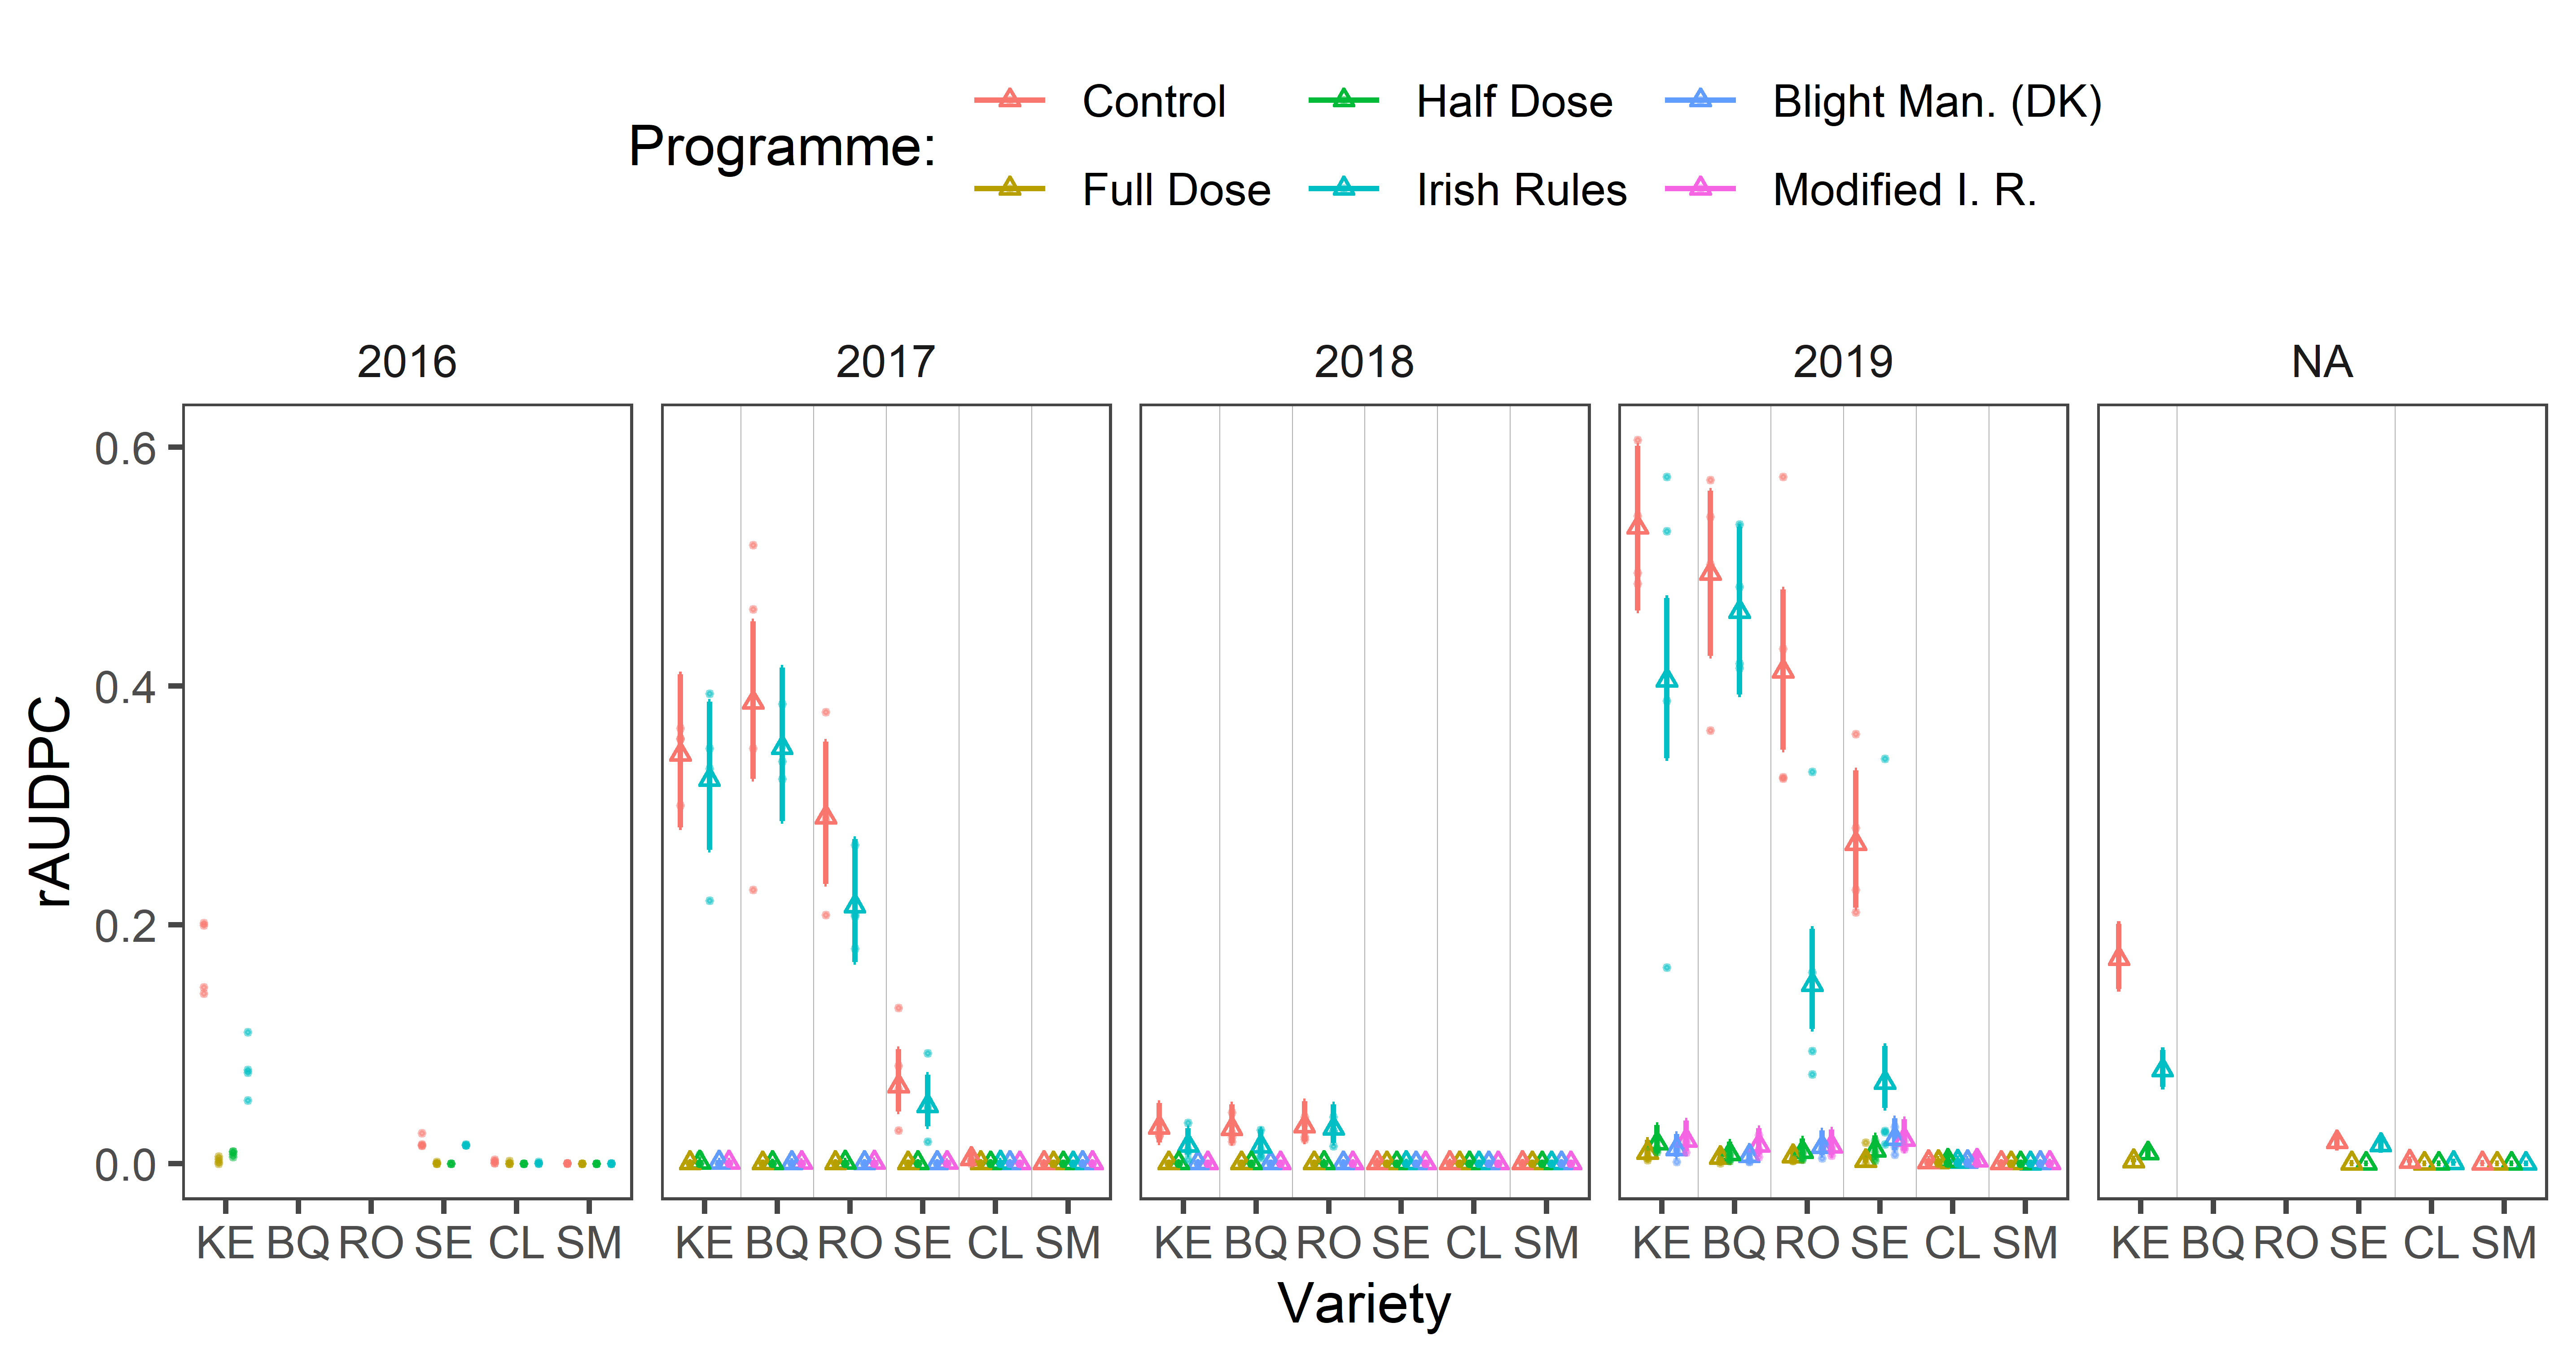 Programme:
Control Half Dose Blight Man. (DK)
Full Dose Irish Rules Modified I. R.
2016 2017 2018 2019 NA
rAUDPC
0.6
0.4
0.2
0.0
KE BQ RO SE CL SM KE BQ RO SE CL SM KE BQ RO SE CL SM KE BQ RO SE CL SM KE BQ RO SE CL SM
Variety